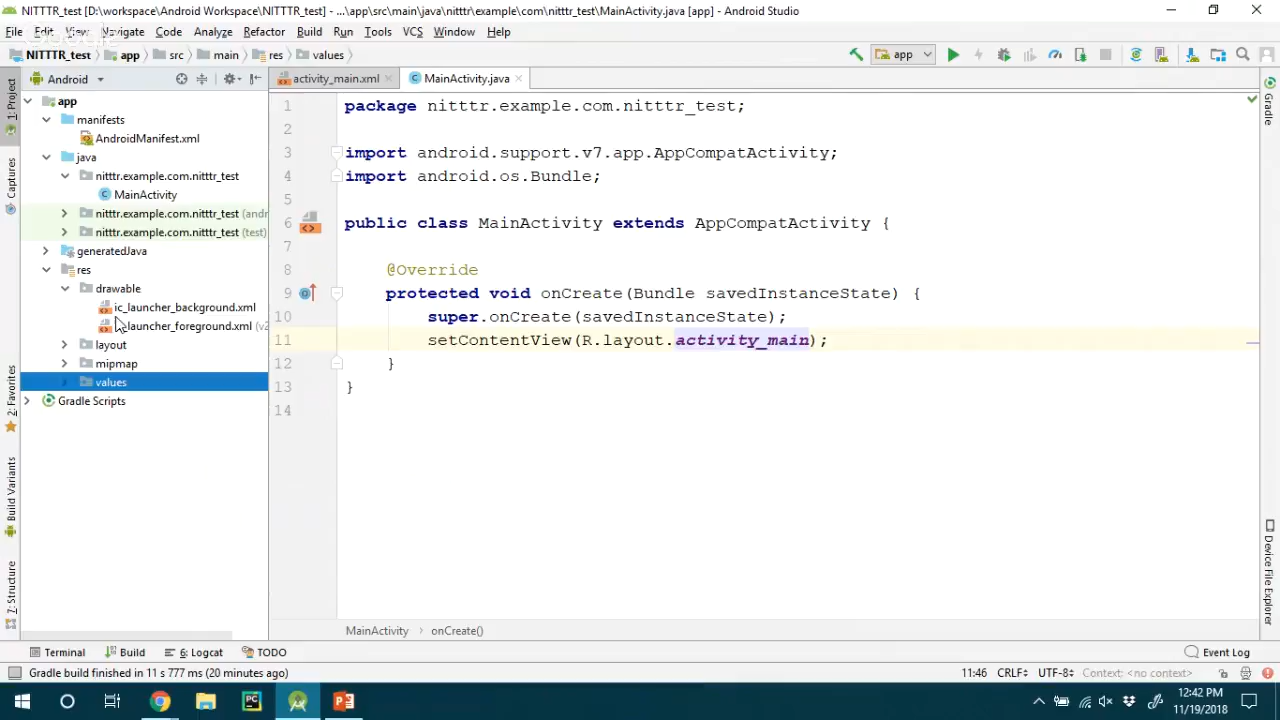 NITTTR_test [D:\workspace\Android Workspace\NITTTR_test] - ...\app\src\main\java\nitttr\example\com\nitttr_test\MainActivity.java [app] - Android Studio
File Edit View Navigate Code Analyze Refactor Build Run Tools VCS Window Help
NITTTR_test app src main res values app
Android
activity_main.xml MainActivity.java
1: Project
Captures
2: Favorites
Build Variants
7: Structure
app
manifests
AndroidManifest.xml
java
nitttr.example.com.nitttr_test
MainActivity
nitttr.example.com.nitttr_test (andr
nitttr.example.com.nitttr_test (test)
generatedJava
res
drawable
ic_launcher_background.xml
_launcher_foreground.xml (v2
layout
mipmap
values
Gradle Scripts
1 package nitttr.example.com.nitttr_test;
2
3 import android.support.v7.app.AppCompatActivity;
4 import android.os.Bundle;
5
6 public class MainActivity extends AppCompatActivity {
7
8 @Override
9 protected void onCreate(Bundle savedInstanceState) {
10 super.onCreate(savedInstanceState);
11 setContentView(R.layout.activity_main);
12 }
13 }
14
MainActivity › onCreate()
Gradle
Device File Explorer
Terminal Build 6: Logcat TODO Event Log
Gradle build finished in 11 s 777 ms (20 minutes ago) 11:46 CRLF UTF-8 Context: <no context>
12:42 PM
11/19/2018